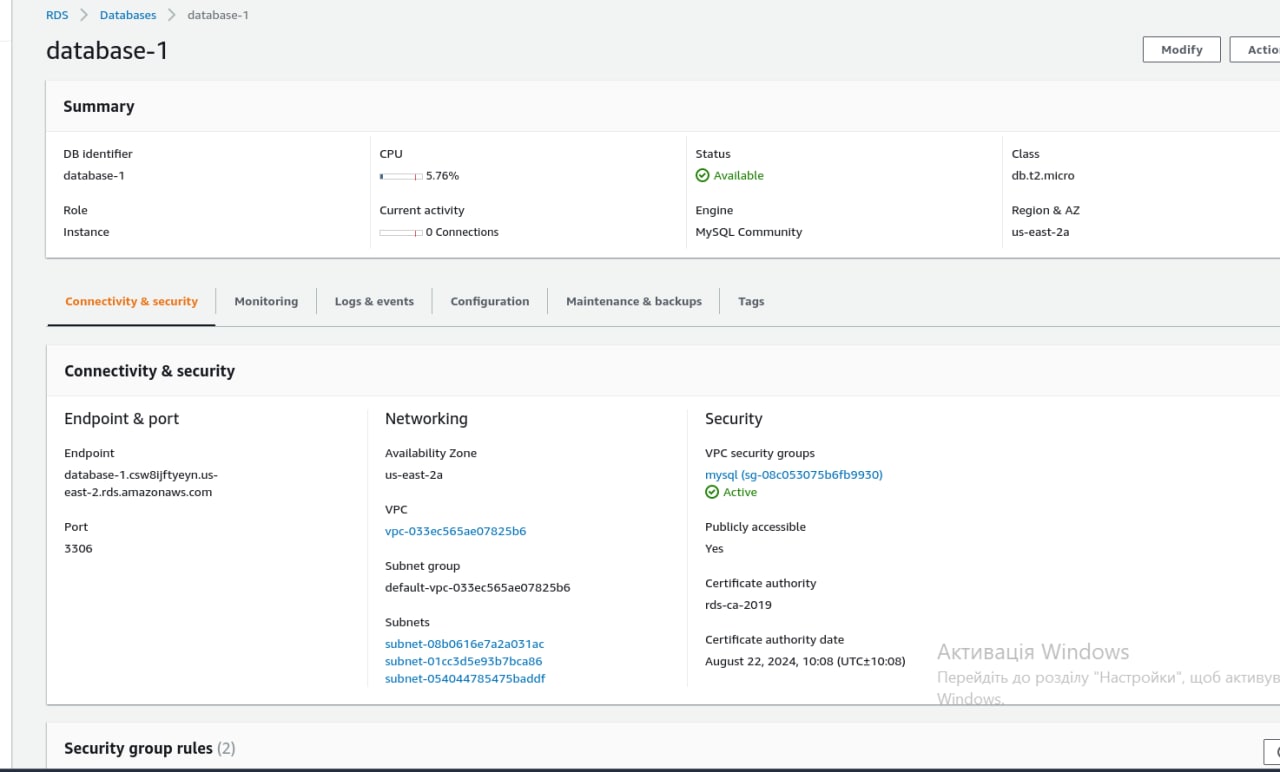 RDS > Databases > database-1
database-1
Modify
Summary
DB identifier
database-1
CPU
5.76%
Status
Available
Class
db.t2.micro
Role
Instance
Current activity
0 Connections
Engine
MySQL Community
Region & AZ
us-east-2a
Connectivity & security
Monitoring
Logs & events
Configuration
Maintenance & backups
Tags
Connectivity & security
Endpoint & port
Endpoint
database-1.csw8ijftyeyn.us-
east-2.rds.amazonaws.com
Port
3306
Networking
Availability Zone
us-east-2a
VPC
vpc-033ec565ae07825b6
Subnet group
default-vpc-033ec565ae07825b6
Subnets
subnet-08b0616e7a2a031ac
subnet-01cc3d5e93b7bca86
subnet-054044785475baddf
Security
VPC security groups
mysql (sg-08c053075b6fb9930)
Active
Publicly accessible
Yes
Certificate authority
rds-ca-2019
Certificate authority date
August 22, 2024, 10:08 (UTC±10:08)
Активація Windows
Перейдіть до розділу "Настройки", щоб
Windows.
Security group rules (2)